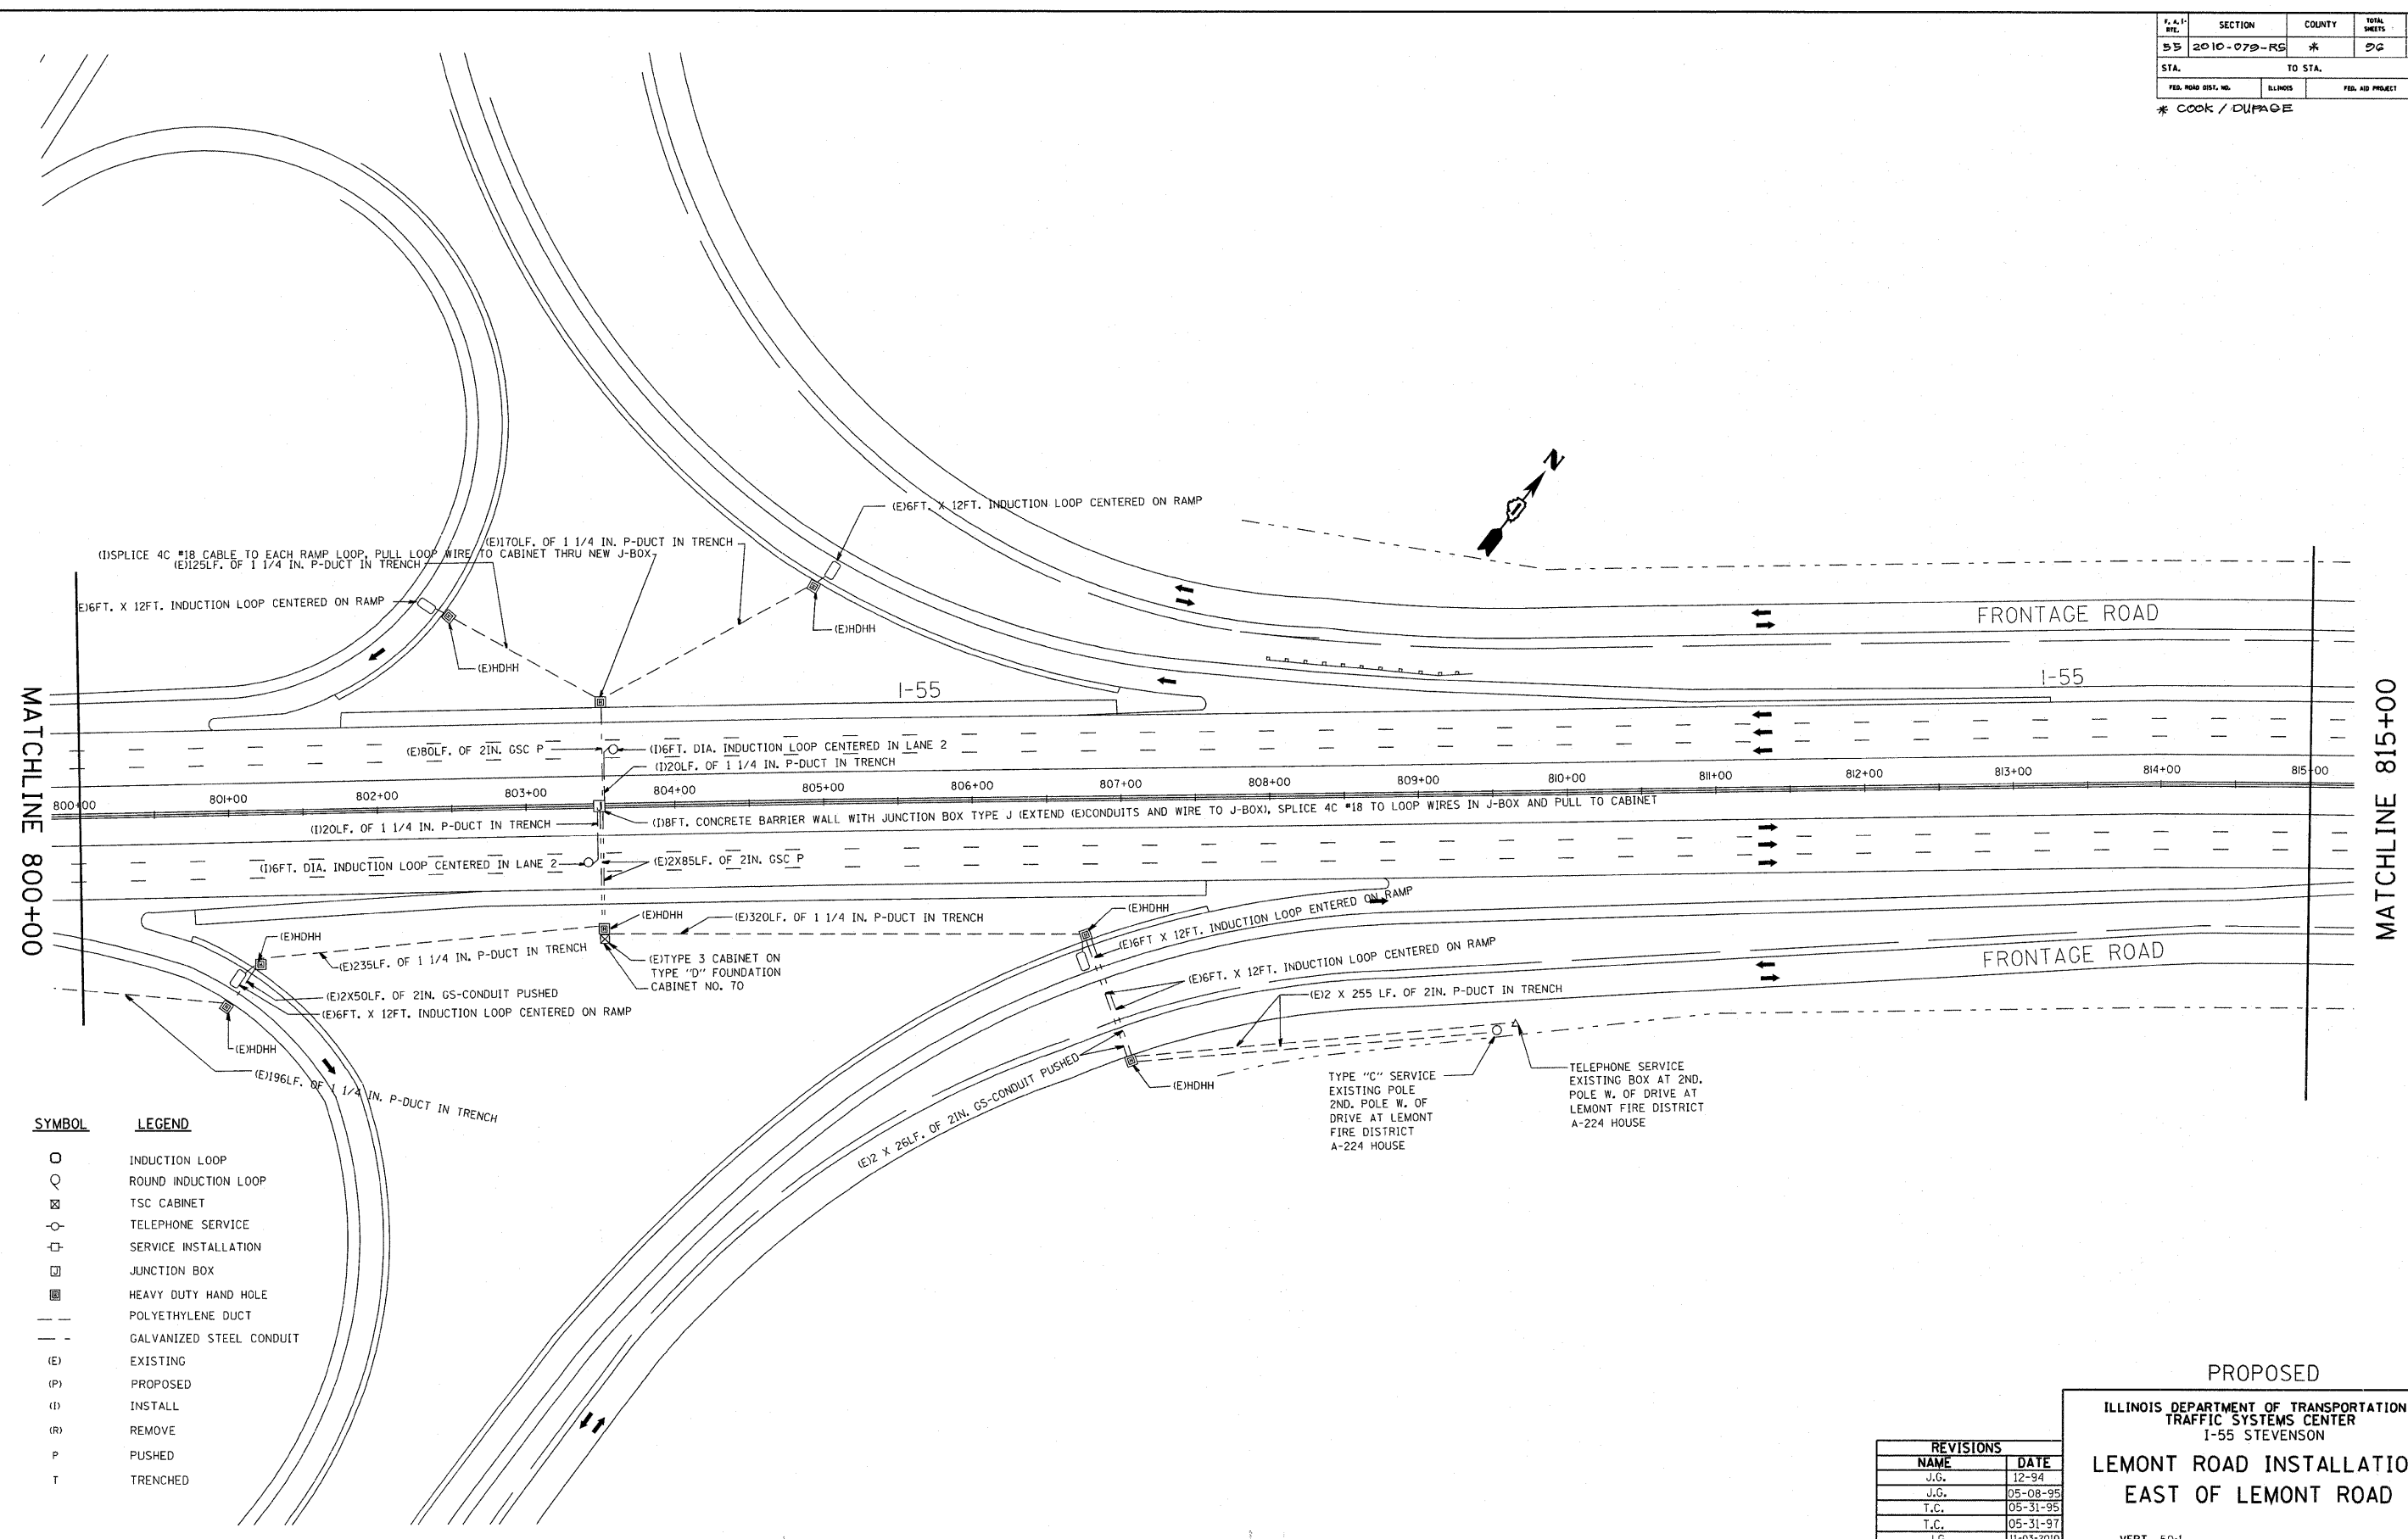 F. A. I. RTE. SECTION COUNTY TOTAL SHEETS
55 2010-079-RS * 96
STA. TO STA.
FED. ROAD DIST. NO. ILLINOIS FED. AID PROJECT
* COOK / DUPAGE
N
(E)6FT. X 12FT. INDUCTION LOOP CENTERED ON RAMP
(E)170LF. OF 1 1/4 IN. P-DUCT IN TRENCH
(I)SPLICE 4C #18 CABLE TO EACH RAMP LOOP, PULL LOOP WIRE TO CABINET THRU NEW J-BOX
(E)125LF. OF 1 1/4 IN. P-DUCT IN TRENCH
E)6FT. X 12FT. INDUCTION LOOP CENTERED ON RAMP
(E)HDHH
(E)HDHH
FRONTAGE ROAD
I-55
I-55
MATCHLINE 800+00
MATCHLINE 815+00
(E)80LF. OF 2IN. GSC P
(I)6FT. DIA. INDUCTION LOOP CENTERED IN LANE 2
(I)20LF. OF 1 1/4 IN. P-DUCT IN TRENCH
800+00 801+00 802+00 803+00 804+00 805+00 806+00 807+00 808+00 809+00 810+00 811+00 812+00 813+00 814+00 815+00
(I)20LF. OF 1 1/4 IN. P-DUCT IN TRENCH
(I)8FT. CONCRETE BARRIER WALL WITH JUNCTION BOX TYPE J (EXTEND (E)CONDUITS AND WIRE TO J-BOX), SPLICE 4C #18 TO LOOP WIRES IN J-BOX AND PULL TO CABINET
J
(I)6FT. DIA. INDUCTION LOOP CENTERED IN LANE 2
(E)2X85LF. OF 2IN. GSC P
(E)HDHH
(E)320LF. OF 1 1/4 IN. P-DUCT IN TRENCH
(E)HDHH
(E)6FT X 12FT. INDUCTION LOOP ENTERED ON RAMP
(E)HDHH
(E)235LF. OF 1 1/4 IN. P-DUCT IN TRENCH
(E)TYPE 3 CABINET ON
TYPE "D" FOUNDATION
CABINET NO. 70
(E)6FT. X 12FT. INDUCTION LOOP CENTERED ON RAMP
FRONTAGE ROAD
(E)2X50LF. OF 2IN. GS-CONDUIT PUSHED
(E)6FT. X 12FT. INDUCTION LOOP CENTERED ON RAMP
(E)2 X 255 LF. OF 2IN. P-DUCT IN TRENCH
(E)HDHH
(E)196LF. OF 1 1/4 IN. P-DUCT IN TRENCH
(E)2 X 26LF. OF 2IN. GS-CONDUIT PUSHED
(E)HDHH
TYPE "C" SERVICE
EXISTING POLE
2ND. POLE W. OF
DRIVE AT LEMONT
FIRE DISTRICT
A-224 HOUSE
TELEPHONE SERVICE
EXISTING BOX AT 2ND.
POLE W. OF DRIVE AT
LEMONT FIRE DISTRICT
A-224 HOUSE
SYMBOL LEGEND
INDUCTION LOOP
ROUND INDUCTION LOOP
TSC CABINET
TELEPHONE SERVICE
SERVICE INSTALLATION
J JUNCTION BOX
HEAVY DUTY HAND HOLE
POLYETHYLENE DUCT
GALVANIZED STEEL CONDUIT
(E) EXISTING
(P) PROPOSED
(I) INSTALL
(R) REMOVE
P PUSHED
T TRENCHED
PROPOSED
ILLINOIS DEPARTMENT OF TRANSPORTATION
TRAFFIC SYSTEMS CENTER
I-55 STEVENSON
LEMONT ROAD INSTALLATIO
EAST OF LEMONT ROAD
REVISIONS
NAME DATE
J.G. 12-94
J.G. 05-08-95
T.C. 05-31-95
T.C. 05-31-97